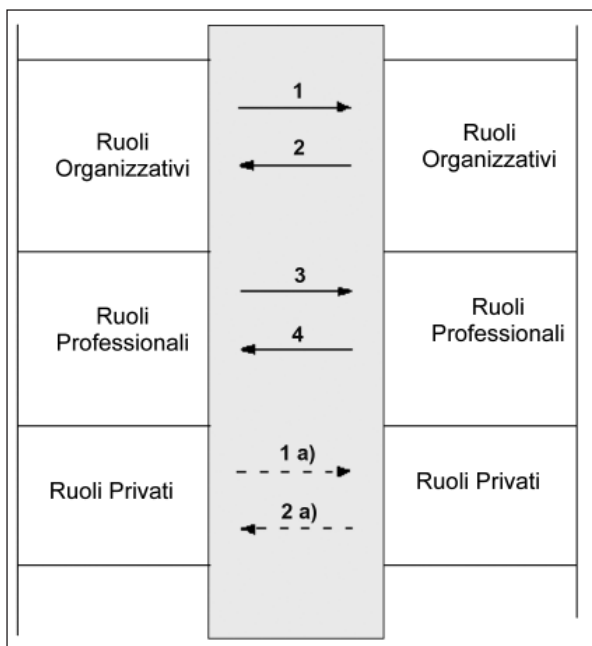 1
Ruoli
Organizzativi
2
Ruoli
Organizzativi
3
Ruoli
Professionali
4
Ruoli
Professionali
1 a)
Ruoli Privati
2 a)
Ruoli Privati